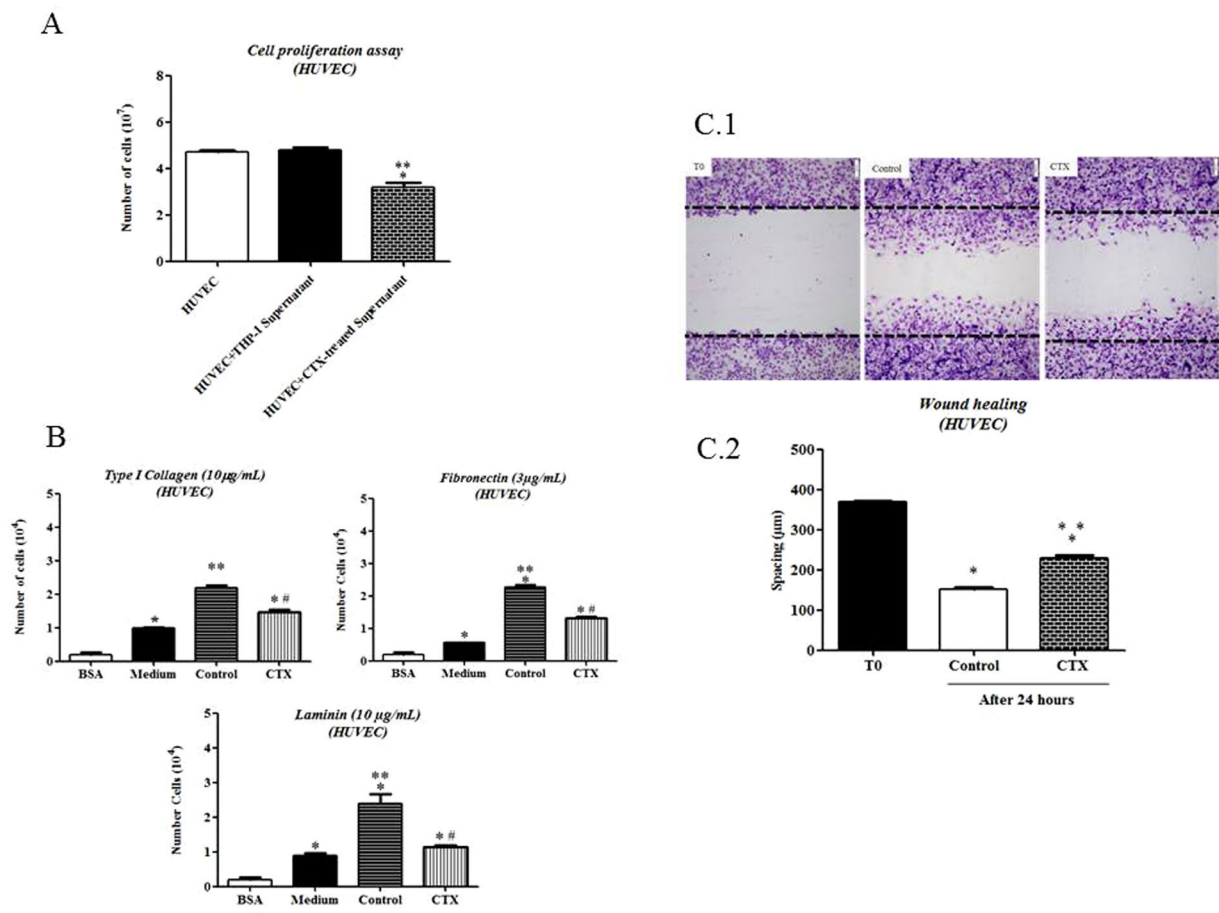 A
Cell proliferation assay
(HUVEC)
Number of cells (10⁷)
8
6
4
2
0
**
*
HUVEC
HUVEC+THP-1 Supernatant
HUVEC+CTX-treated Supernatant
B
Type I Collagen (10µg/mL)
(HUVEC)
Number of cells (10⁴)
5
4
3
2
1
0
*
**
* #
BSA Medium Control CTX
Fibronectin (3µg/mL)
(HUVEC)
Number Cells (10⁴)
5
4
3
2
1
0
*
**
*
* #
BSA Medium Control CTX
Laminin (10 µg/mL)
(HUVEC)
Number Cells (10⁴)
5
4
3
2
1
0
*
**
*
* #
BSA Medium Control CTX
C.1
T0 Control CTX
C.2
Wound healing
(HUVEC)
Spacing (µm)
500
400
300
200
100
0
*
* *
*
T0 Control CTX
After 24 hours